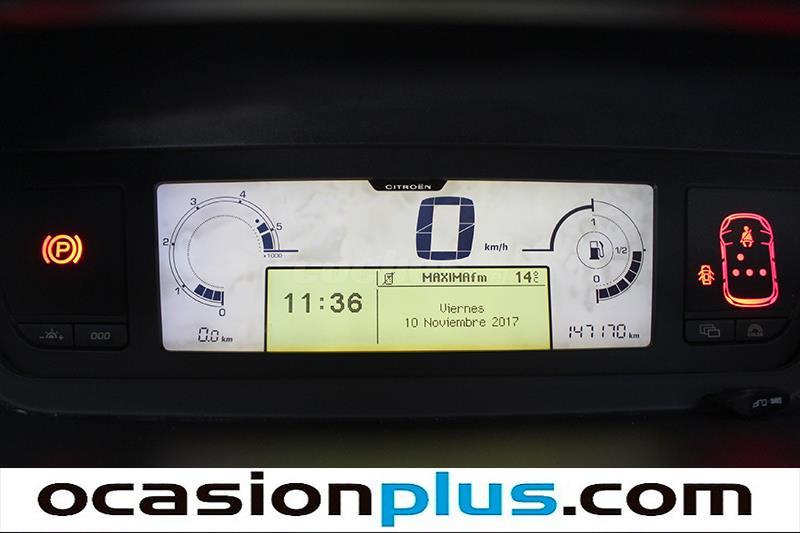 CITROËN
3
4
2
5
x1000
1
0
0
km/h
1
1/2
0
P
MAXIMAfm 14°C
11:36
Viernes
10 Noviembre 2017
0.0 km
147170 km
000
ocasionplus.com